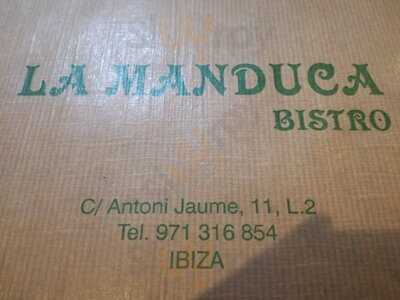 LA MANDUCA
BISTRO
C/ Antoni Jaume, 11, L.2
Tel. 971 316 854
IBIZA